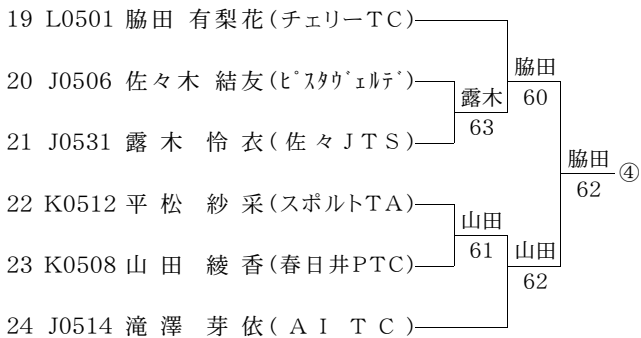 19 L0501 脇田 有梨花(チェリーTC)
脇田
20 J0506 佐々木 結友(ピスタヴェルデ)
露木 60
63
21 J0531 露木 怜衣(佐々JTS)
脇田 ④
62
22 K0512 平松 紗采(スポルトTA)
山田
61 山田
23 K0508 山田 綾香(春日井PTC)
62
24 J0514 滝澤 芽依(AITC)